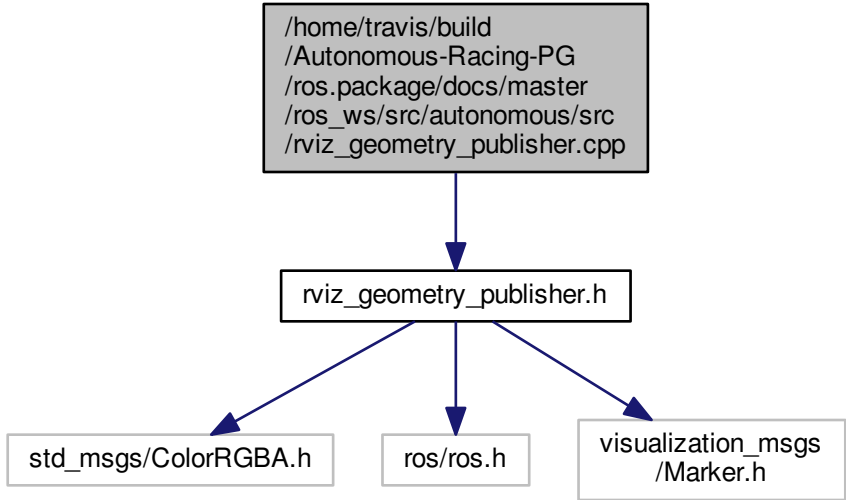 /home/travis/build
/Autonomous-Racing-PG
/ros.package/docs/master
/ros_ws/src/autonomous/src
/rviz_geometry_publisher.cpp
rviz_geometry_publisher.h
std_msgs/ColorRGBA.h
ros/ros.h
visualization_msgs
/Marker.h